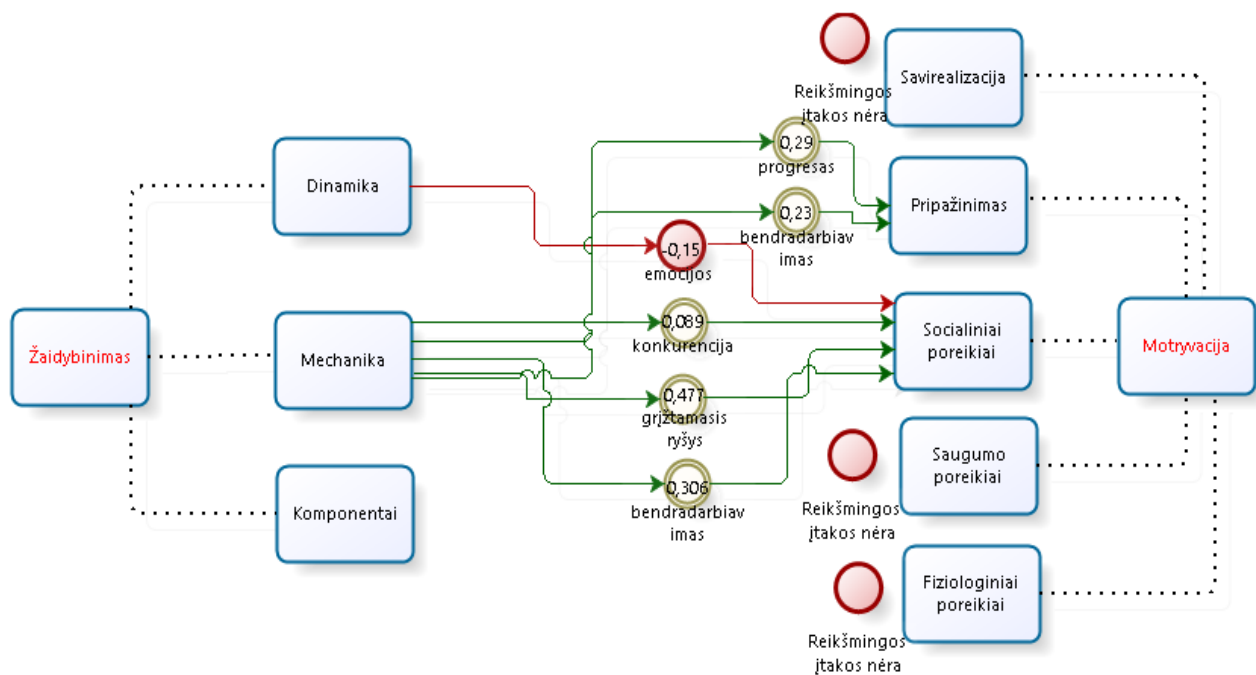 Reikšmingos
įtakos nėra
Savirealizacija
0,29
progresas
Dinamika
Pripažinimas
0,23
bendradarbiav
imas
-0,15
emocijos
Žaidybinimas
Mechanika
0,089
konkurencija
Socialiniai
poreikiai
Motryvacija
0,477
grįžtamasis
ryšys
Saugumo
poreikiai
Reikšmingos
įtakos nėra
Komponentai
0,306
bendradarbiav
imas
Fiziologiniai
poreikiai
Reikšmingos
įtakos nėra